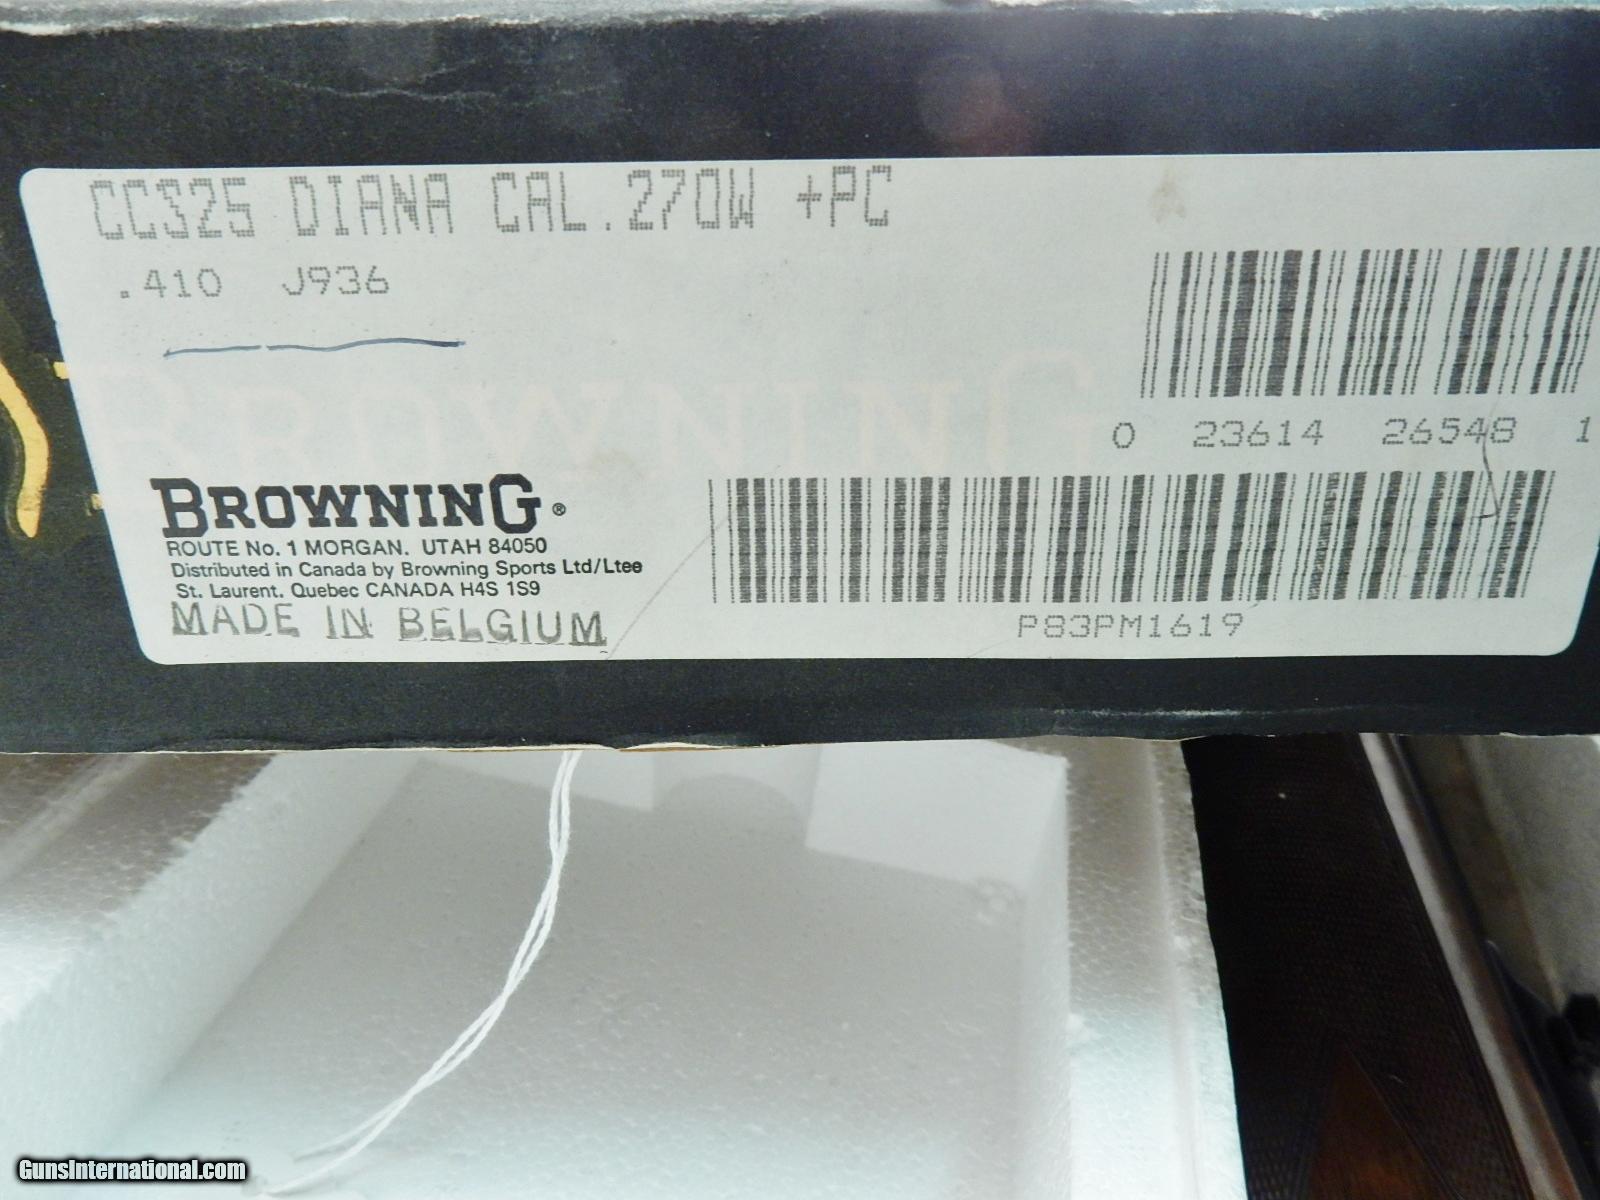 CC325 DIANA CAL.270W +PC
.410 J936
BROWNING
0 23614 26548 1
BROWNING®
ROUTE No. 1 MORGAN. UTAH 84050
Distributed in Canada by Browning Sports Ltd/Ltee
St. Laurent. Quebec CANADA H4S 1S9
MADE IN BELGIUM
P83PM1619
GunsInternational.com